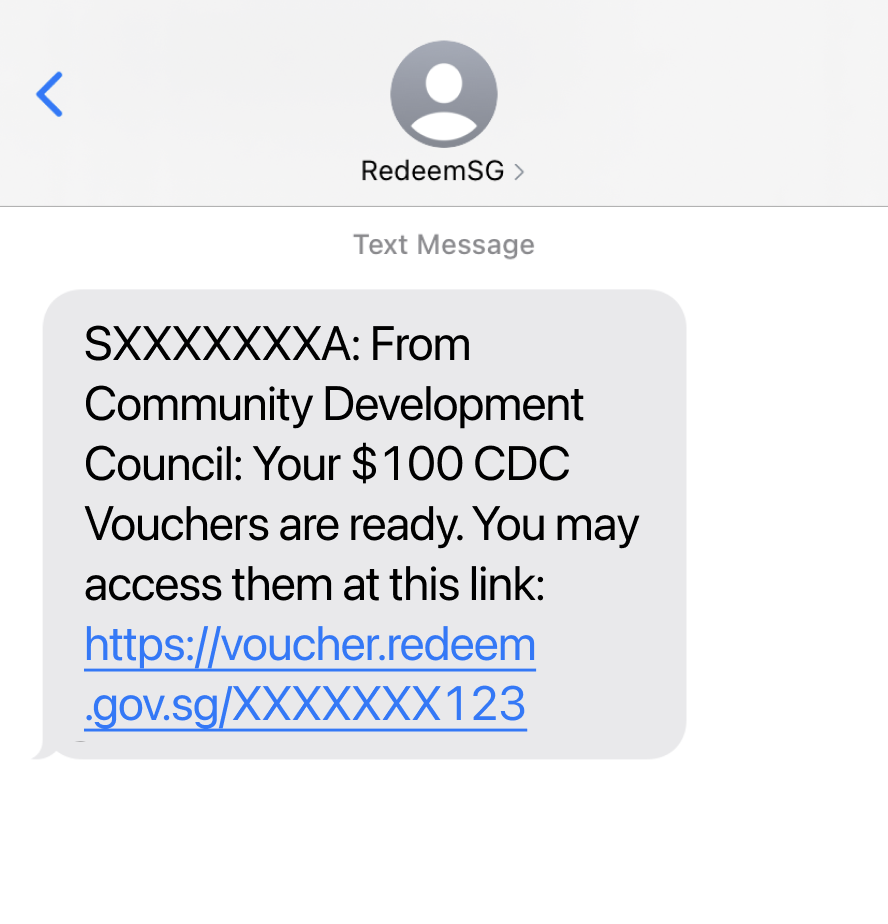 RedeemSG
Text Message
SXXXXXXXA: From
Community Development
Council: Your $100 CDC
Vouchers are ready. You may
access them at this link:
https://voucher.redeem
.gov.sg/XXXXXXX123